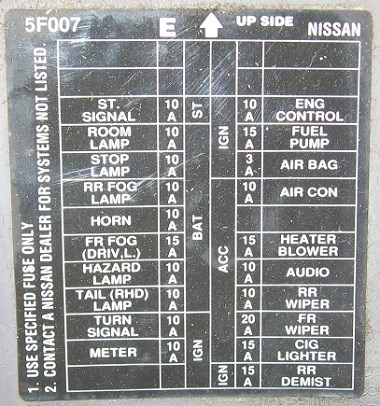 5F007 E UP SIDE NISSAN
ST. SIGNAL 10 A ST 10 A ENG CONTROL
ROOM LAMP 10 A IGN 15 A FUEL PUMP
STOP LAMP 10 A 3 A AIR BAG
RR FOG LAMP 10 A BAT 10 A AIR CON
HORN 10 A ACC
FR FOG (DRIV,L.) 15 A 15 A HEATER BLOWER
HAZARD LAMP 10 A 10 A AUDIO
TAIL (RHD) LAMP 10 A 10 A RR WIPER
TURN SIGNAL 10 A 20 A FR WIPER
METER 10 A IGN 15 A CIG LIGHTER
IGN 15 A RR DEMIST
1. USE SPECIFIED FUSE ONLY
2. CONTACT A NISSAN DEALER FOR SYSTEMS NOT LISTED.